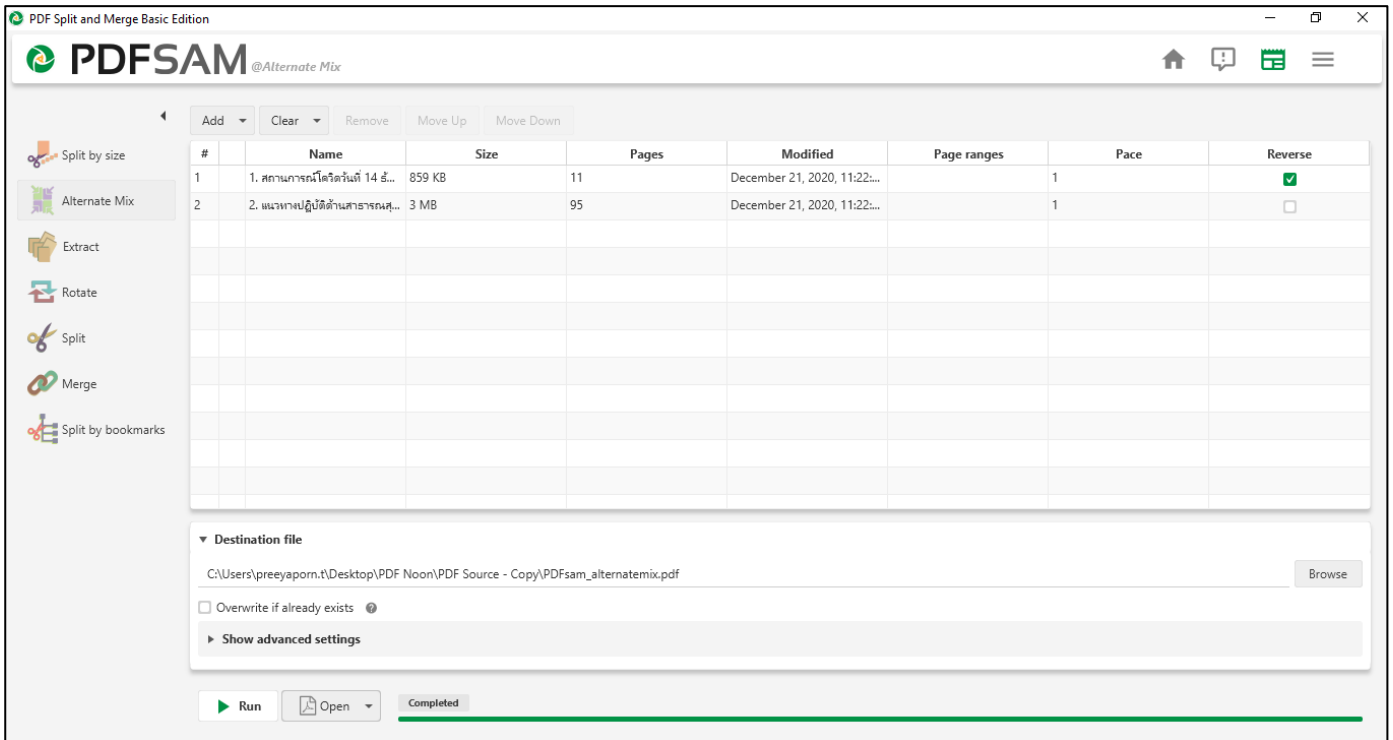 PDF Split and Merge Basic Edition
PDFSAM @Alternate Mix
Add Clear Remove Move Up Move Down
Split by size
Alternate Mix
Extract
Rotate
Split
Merge
Split by bookmarks
# Name Size Pages Modified Page ranges Pace Reverse
1 1. สถานการณ์โควิดวันที่ 14 ธั... 859 KB 11 December 21, 2020, 11:22:... 1
2 2. แนวทางปฏิบัติด้านสาธารณสุ... 3 MB 95 December 21, 2020, 11:22:... 1
Destination file
C:\Users\preeyaporn.t\Desktop\PDF Noon\PDF Source - Copy\PDFsam_alternatemix.pdf Browse
Overwrite if already exists
Show advanced settings
Run Open Completed